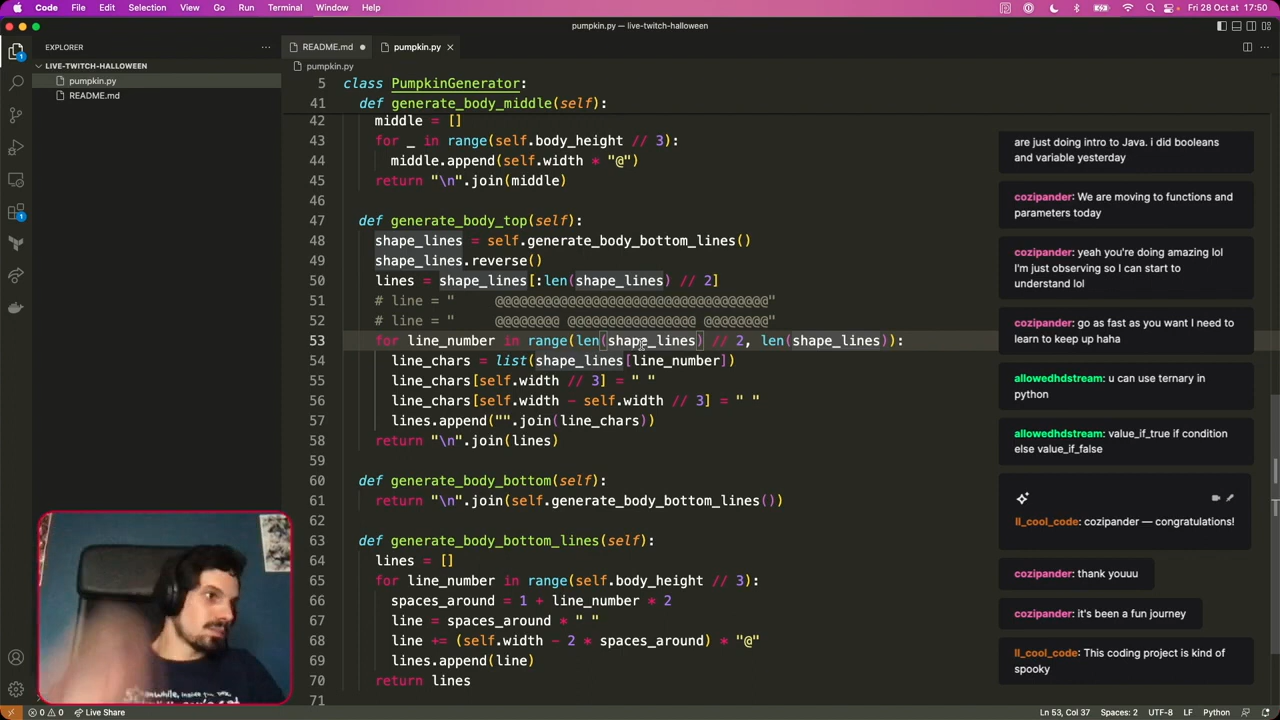 Code File Edit Selection View Go Run Terminal Window Help
Fri 28 Oct at 17:50
pumpkin.py — live-twitch-halloween
EXPLORER
README.md
pumpkin.py
LIVE-TWITCH-HALLOWEEN
pumpkin.py
README.md
pumpkin.py
5 class PumpkinGenerator:
41 def generate_body_middle(self):
42 middle = []
43 for _ in range(self.body_height // 3):
44 middle.append(self.width * "@")
45 return "\n".join(middle)
46
47 def generate_body_top(self):
48 shape_lines = self.generate_body_bottom_lines()
49 shape_lines.reverse()
50 lines = shape_lines[:len(shape_lines) // 2]
51 # line = "     @@@@@@@@@@@@@@@@@@@@@@@@@@@@@@@@@@"
52 # line = "     @@@@@@@@ @@@@@@@@@@@@@@@@ @@@@@@@@"
53 for line_number in range(len(shape_lines) // 2, len(shape_lines)):
54 line_chars = list(shape_lines[line_number])
55 line_chars[self.width // 3] = " "
56 line_chars[self.width - self.width // 3] = " "
57 lines.append("".join(line_chars))
58 return "\n".join(lines)
59
60 def generate_body_bottom(self):
61 return "\n".join(self.generate_body_bottom_lines())
62
63 def generate_body_bottom_lines(self):
64 lines = []
65 for line_number in range(self.body_height // 3):
66 spaces_around = 1 + line_number * 2
67 line = spaces_around * " "
68 line += (self.width - 2 * spaces_around) * "@"
69 lines.append(line)
70 return lines
71
are just doing intro to Java. i did booleans
and variable yesterday
cozipander: We are moving to functions and
parameters today
cozipander: yeah you're doing amazing lol
I'm just observing so I can start to
understand lol
cozipander: go as fast as you want I need to
learn to keep up haha
allowedhdstream: u can use ternary in
python
allowedhdstream: value_if_true if condition
else value_if_false
ll_cool_code: cozipander — congratulations!
cozipander: thank youuu
cozipander: it's been a fun journey
ll_cool_code: This coding project is kind of
spooky
0 0 Live Share
Ln 53, Col 37 Spaces: 2 UTF-8 LF Python